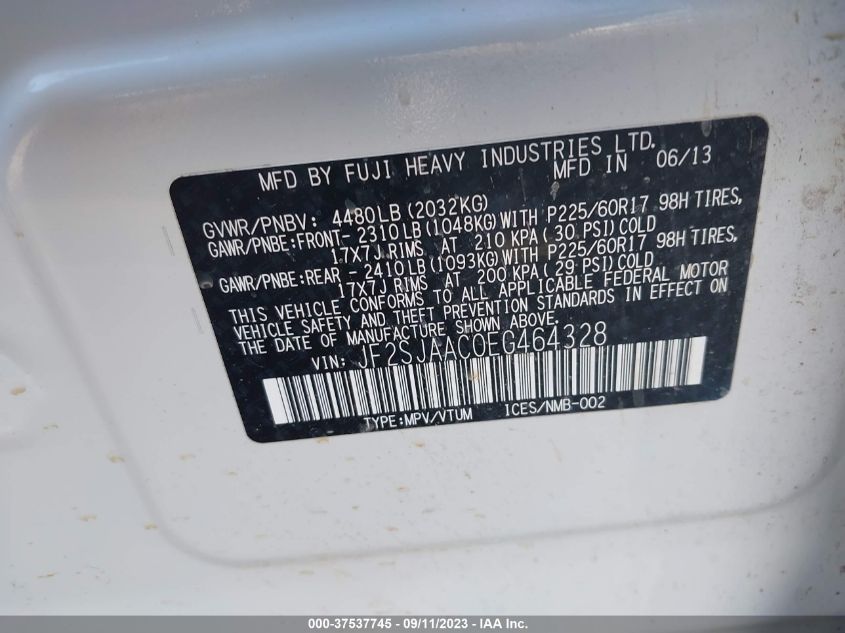 MFD BY FUJI HEAVY INDUSTRIES LTD.
MFD IN 06/13
GVWR/PNBV: 4480LB (2032KG)
GAWR/PNBE:FRONT- 2310 LB (1048KG) WITH P225/60R17 98H TIRES,
17X7J RIMS AT 210 KPA ( 30 PSI) COLD
GAWR/PNBE:REAR - 2410 LB (1093KG) WITH P225/60R17 98H TIRES,
17X7J RIMS AT 200 KPA ( 29 PSI) COLD
THIS VEHICLE CONFORMS TO ALL APPLICABLE FEDERAL MOTOR
VEHICLE SAFETY AND THEFT PREVENTION STANDARDS IN EFFECT ON
THE DATE OF MANUFACTURE SHOWN ABOVE.
VIN: JF2SJAAC0EG464328
TYPE:MPV/VTUM ICES/NMB-002
000-37537745 - 09/11/2023 - IAA Inc.